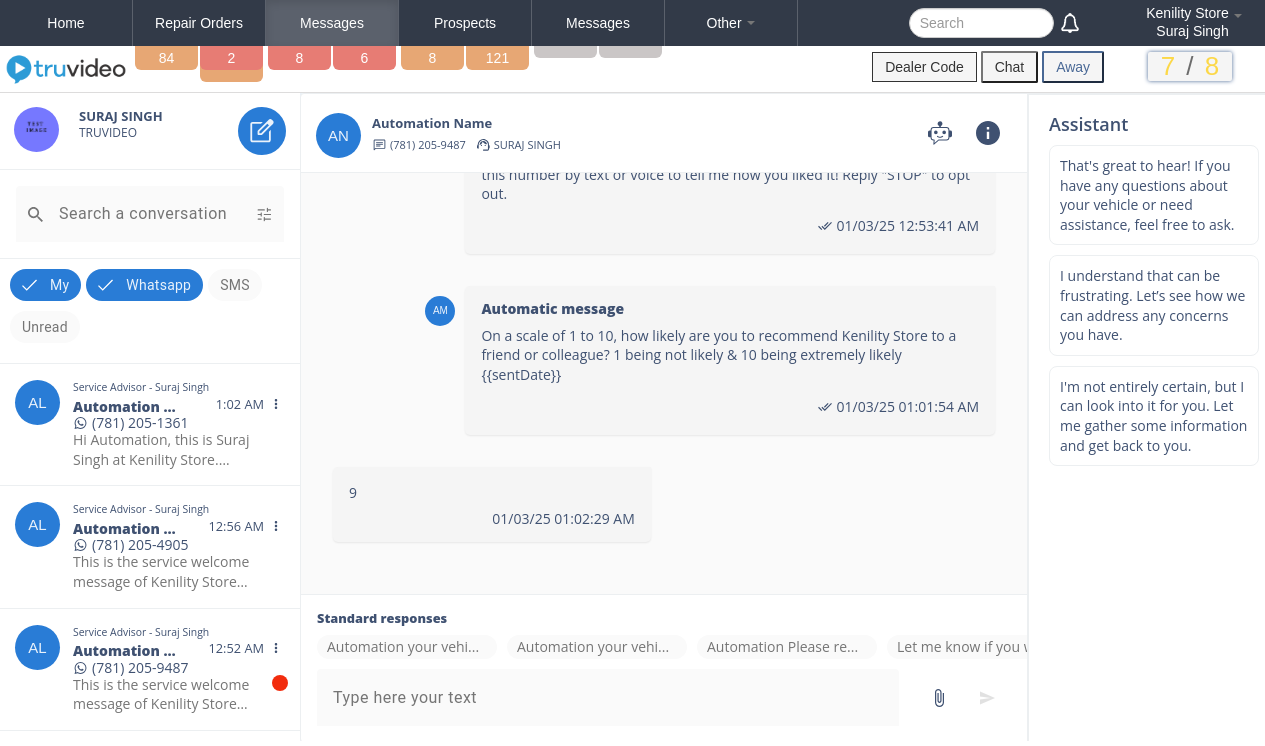 Home
Repair Orders
Messages
Prospects
Messages
Other
Search
Kenility Store
Suraj Singh
truvideo
84
2
8
6
8
121
Dealer Code
Chat
Away
7 / 8
SURAJ SINGH
TRUVIDEO
Search a conversation
My
Whatsapp
SMS
Unread
AL
Service Advisor - Suraj Singh
Automation ...
1:02 AM
(781) 205-1361
Hi Automation, this is Suraj
Singh at Kenility Store....
AL
Service Advisor - Suraj Singh
Automation ...
12:56 AM
(781) 205-4905
This is the service welcome
message of Kenility Store...
AL
Service Advisor - Suraj Singh
Automation ...
12:52 AM
(781) 205-9487
This is the service welcome
message of Kenility Store...
AN
Automation Name
(781) 205-9487
SURAJ SINGH
this number by text or voice to tell me how you liked it! Reply "STOP" to opt
out.
01/03/25 12:53:41 AM
AM
Automatic message
On a scale of 1 to 10, how likely are you to recommend Kenility Store to a
friend or colleague? 1 being not likely & 10 being extremely likely
{{sentDate}}
01/03/25 01:01:54 AM
9
01/03/25 01:02:29 AM
Standard responses
Automation your vehi...
Automation your vehi...
Automation Please re...
Let me know if you
Type here your text
Assistant
That's great to hear! If you
have any questions about
your vehicle or need
assistance, feel free to ask.
I understand that can be
frustrating. Let's see how we
can address any concerns
you have.
I'm not entirely certain, but I
can look into it for you. Let
me gather some information
and get back to you.